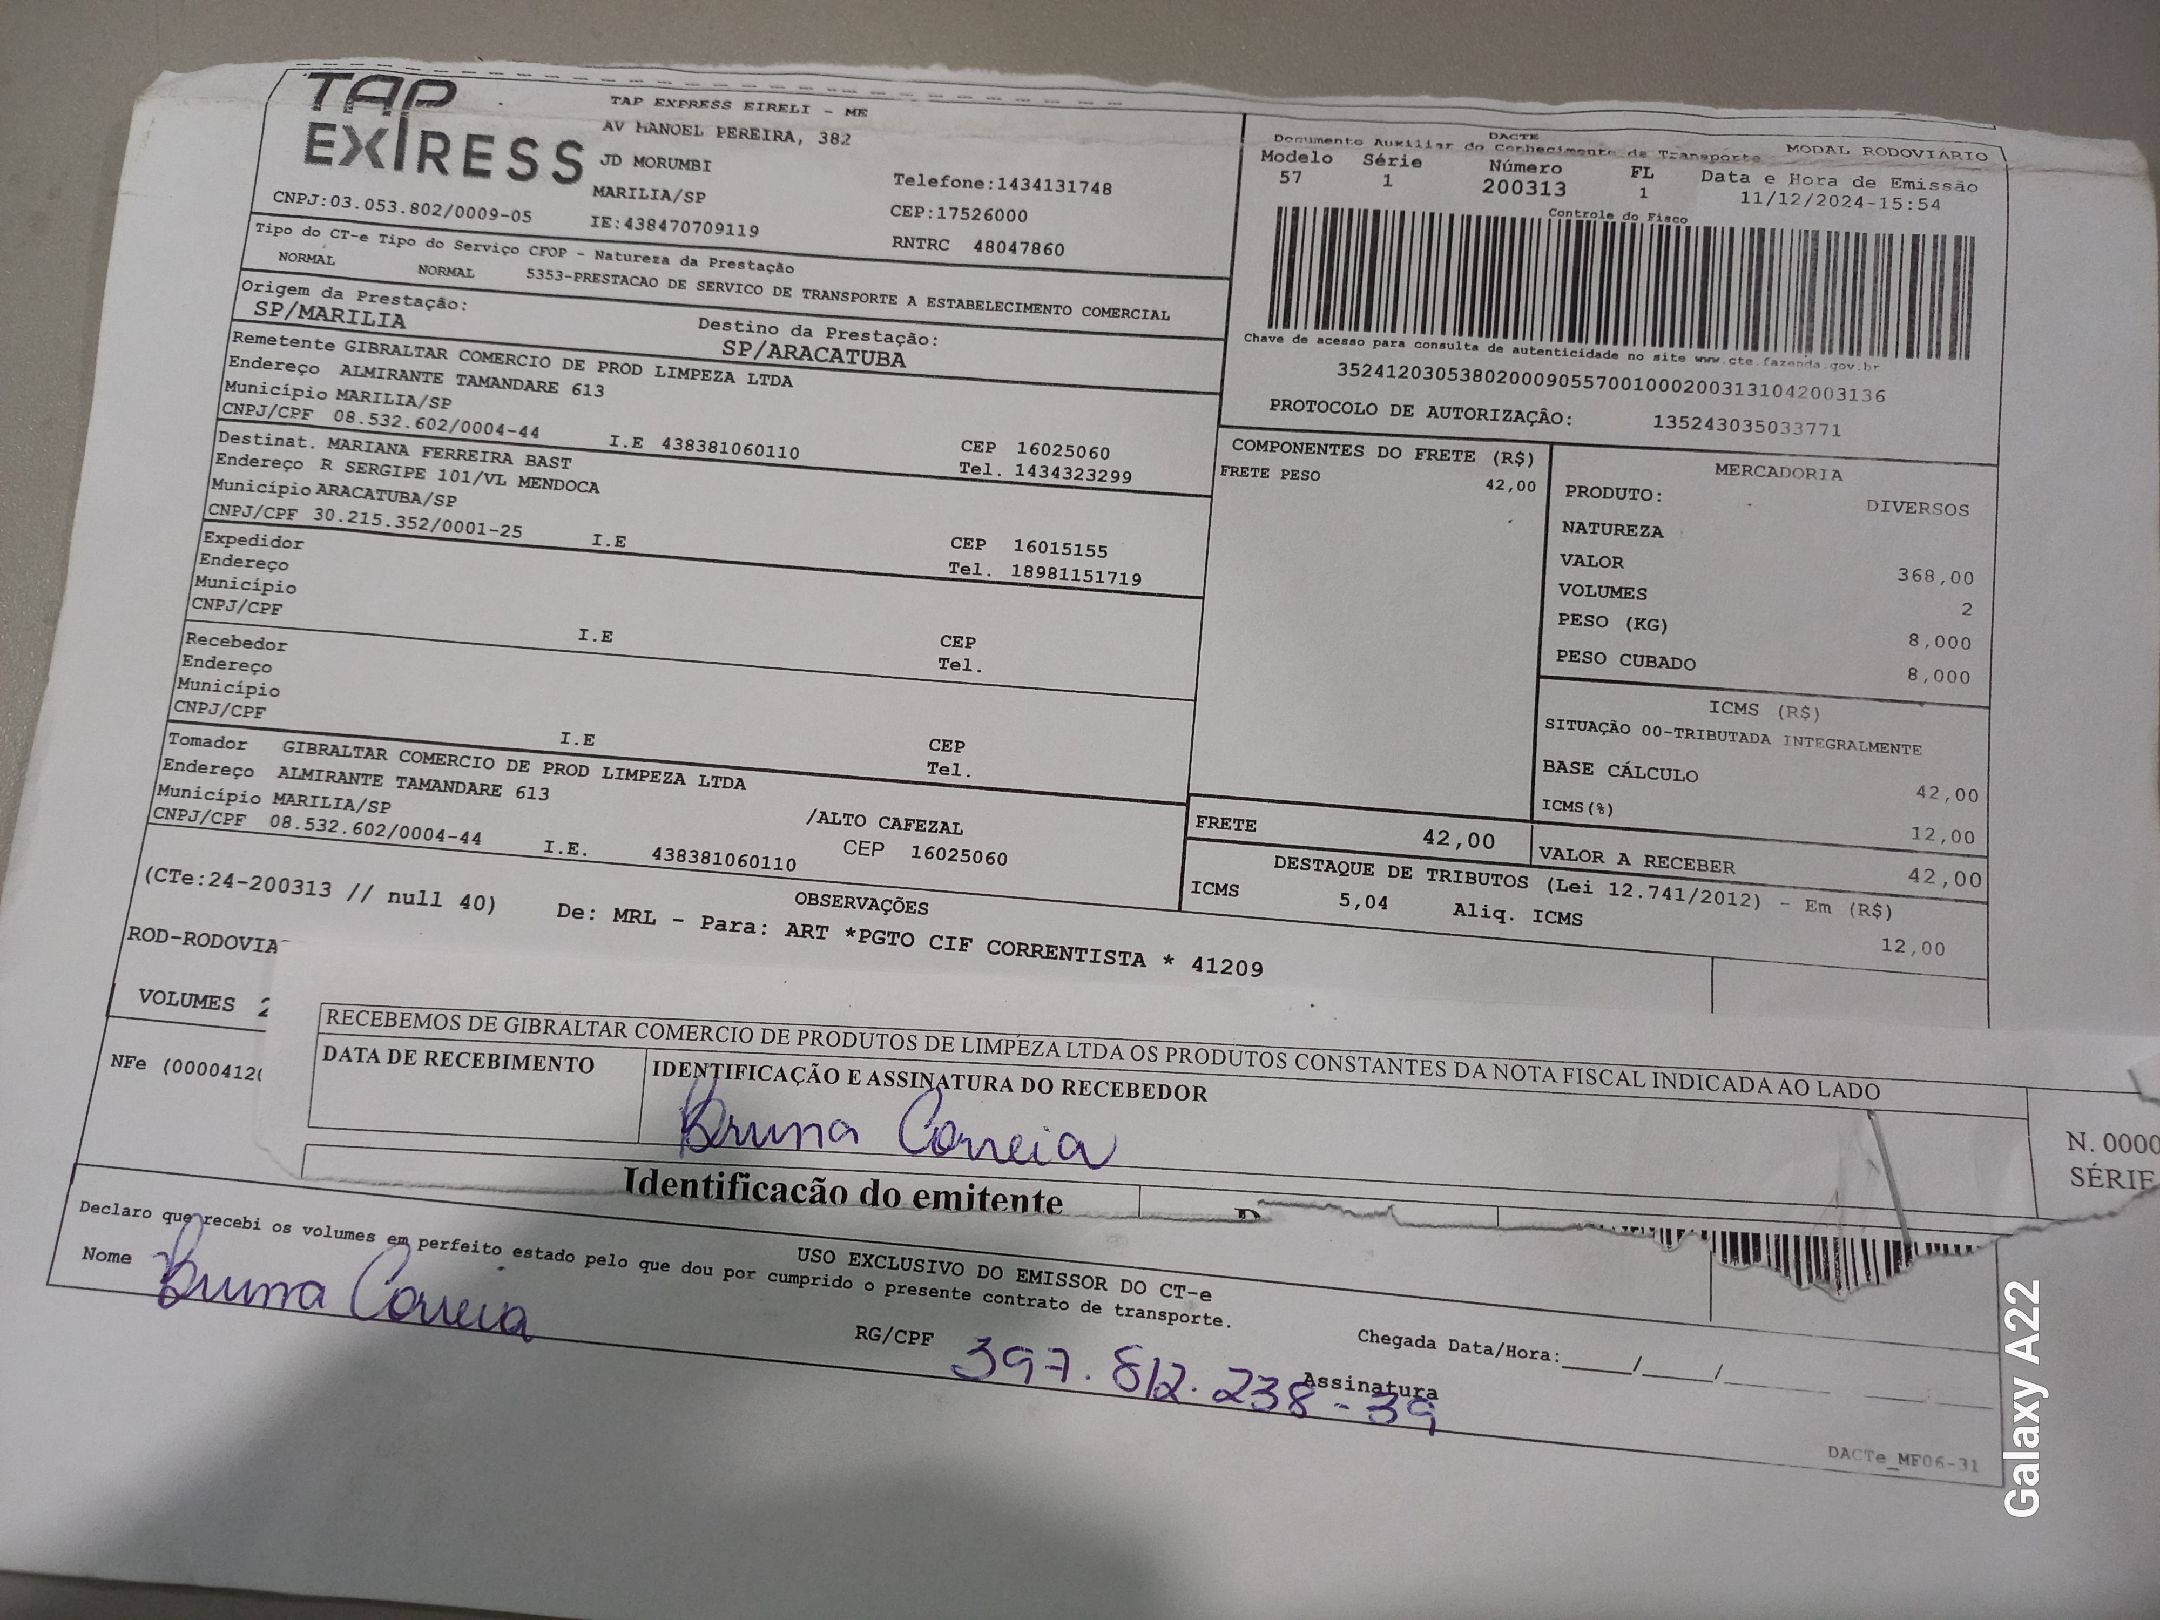 TAP
EXPRESS
TAP EXPRESS EIRELI - ME
AV MANOEL PEREIRA, 382
JD MORUMBI
MARILIA/SP
Telefone:1434131748
CEP:17526000
CNPJ:03.053.802/0009-05
IE:438470709119
RNTRC 48047860
DACTE
Documento Auxiliar do Conhecimento de Transporte
MODAL RODOVIÁRIO
Modelo Série Número FL Data e Hora de Emissão
57 1 200313 1 11/12/2024-15:54
Controle do Fisco
Chave de acesso para consulta de autenticidade no site www.cte.fazenda.gov.br
35241203053802000905570010002003131042003136
PROTOCOLO DE AUTORIZAÇÃO: 135243035033771
Tipo do CT-e Tipo do Serviço CFOP - Natureza da Prestação
NORMAL NORMAL 5353-PRESTACAO DE SERVICO DE TRANSPORTE A ESTABELECIMENTO COMERCIAL
Origem da Prestação: Destino da Prestação:
SP/MARILIA SP/ARACATUBA
Remetente GIBRALTAR COMERCIO DE PROD LIMPEZA LTDA
Endereço ALMIRANTE TAMANDARE 613
Município MARILIA/SP CEP 16025060
CNPJ/CPF 08.532.602/0004-44 I.E 438381060110 Tel. 1434323299
Destinat. MARIANA FERREIRA BAST
Endereço R SERGIPE 101/VL MENDOCA
Município ARACATUBA/SP CEP 16015155
CNPJ/CPF 30.215.352/0001-25 I.E Tel. 18981151719
Expedidor
Endereço
Município CEP
CNPJ/CPF I.E Tel.
Recebedor
Endereço
Município CEP
CNPJ/CPF I.E Tel.
Tomador GIBRALTAR COMERCIO DE PROD LIMPEZA LTDA
Endereço ALMIRANTE TAMANDARE 613 /ALTO CAFEZAL
Município MARILIA/SP CEP 16025060
CNPJ/CPF 08.532.602/0004-44 I.E. 438381060110
COMPONENTES DO FRETE (R$)
FRETE PESO 42,00
MERCADORIA
PRODUTO: DIVERSOS
NATUREZA
VALOR 368,00
VOLUMES 2
PESO (KG) 8,000
PESO CUBADO 8,000
ICMS (R$)
SITUAÇÃO 00-TRIBUTADA INTEGRALMENTE
BASE CÁLCULO 42,00
ICMS(%) 12,00
FRETE 42,00 VALOR A RECEBER 42,00
DESTAQUE DE TRIBUTOS (Lei 12.741/2012) - Em (R$)
ICMS 5,04 Aliq. ICMS 12,00
OBSERVAÇÕES
(CTe:24-200313 // null 40) De: MRL - Para: ART *PGTO CIF CORRENTISTA * 41209
ROD-RODOVIA
VOLUMES 2
NFe (0000412
RECEBEMOS DE GIBRALTAR COMERCIO DE PRODUTOS DE LIMPEZA LTDA OS PRODUTOS CONSTANTES DA NOTA FISCAL INDICADA AO LADO
DATA DE RECEBIMENTO IDENTIFICAÇÃO E ASSINATURA DO RECEBEDOR
Bruna Correia
N. 0000
SÉRIE
Identificação do emitente
D
USO EXCLUSIVO DO EMISSOR DO CT-e
Declaro que recebi os volumes em perfeito estado pelo que dou por cumprido o presente contrato de transporte.
Nome Bruna Correia
RG/CPF 397.812.238-39
Chegada Data/Hora:____/____/
Assinatura
DACTe_MF06-31
Galaxy A22